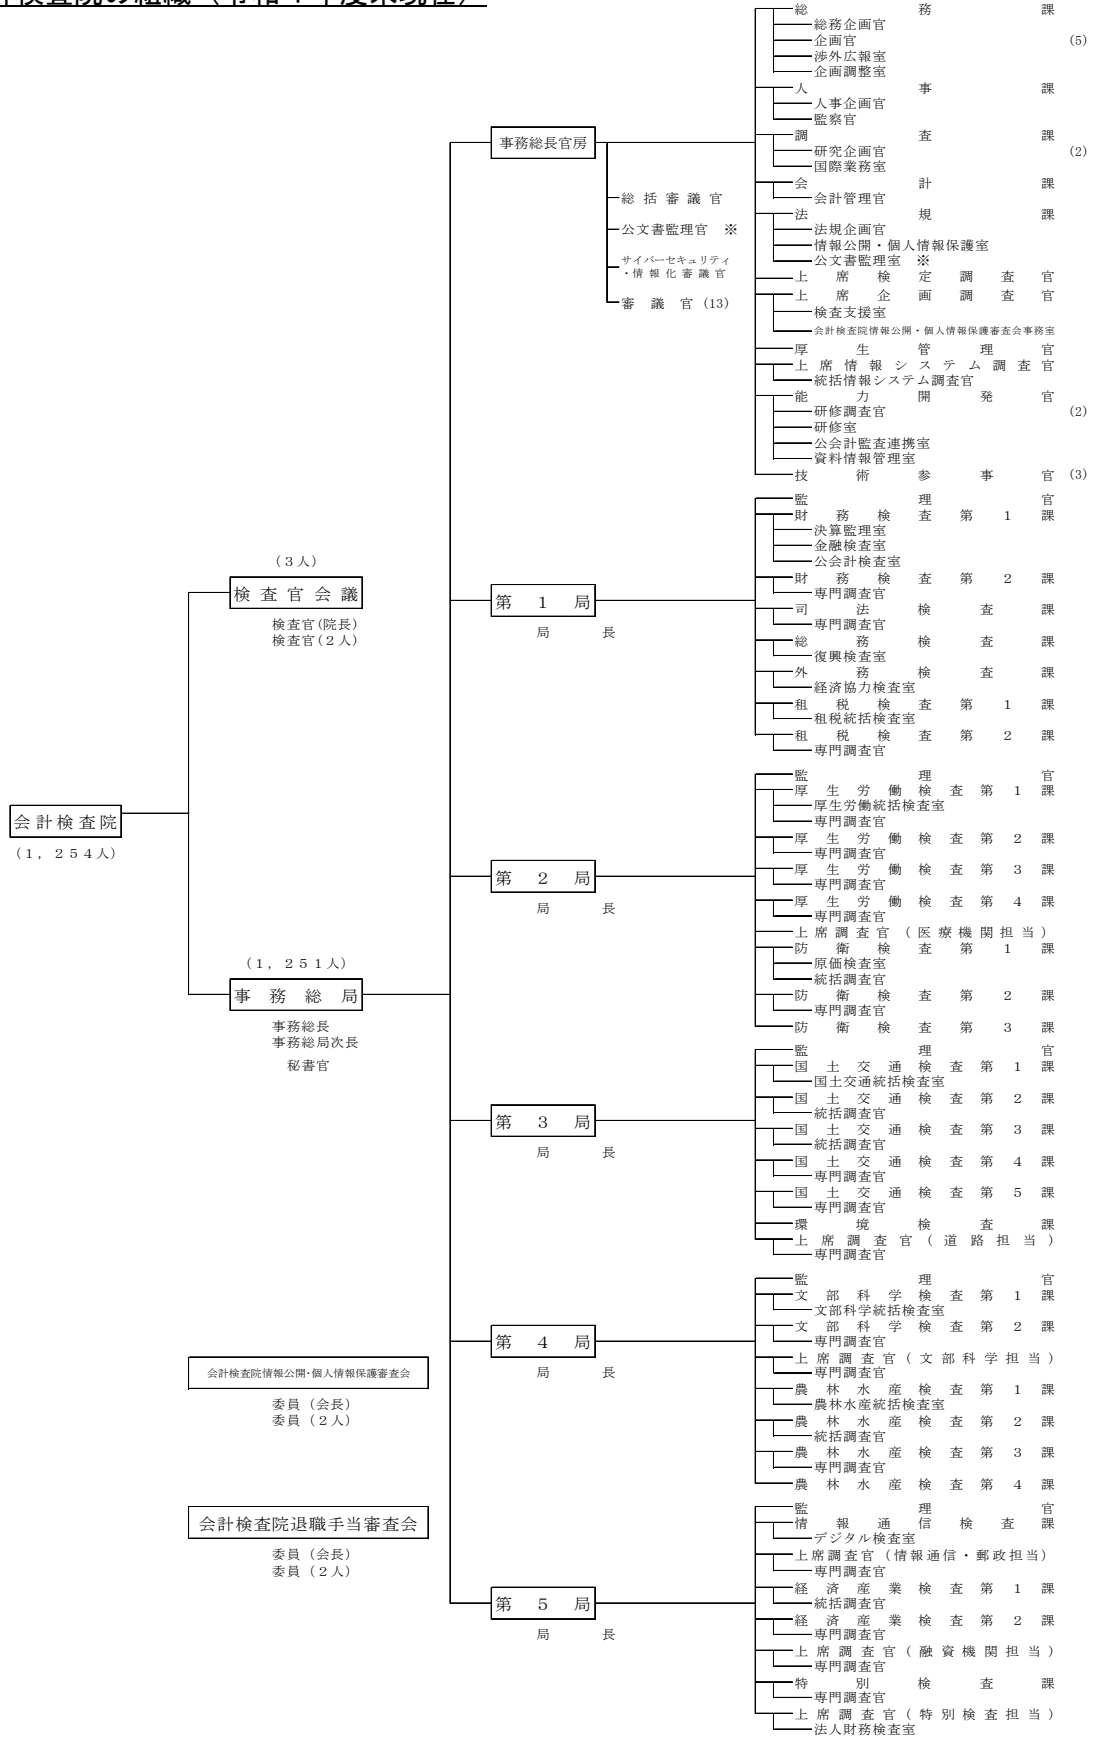 検査院の組織（令和４年度末現在）
会計検査院
（１，２５４人）
（３人）
検査官会議
検査官（院長）
検査官（２人）
（１，２５１人）
事務総局
事務総長
事務総局次長
秘書官
会計検査院情報公開・個人情報保護審査会
委員（会長）
委員（２人）
会計検査院退職手当審査会
委員（会長）
委員（２人）
事務総長官房
総括審議官
公文書監理官 ※
サイバーセキュリティ
・情報化審議官
審議官（13）
総務課
総務企画官
企画官 （5）
渉外広報室
企画調整室
人事課
人事企画官
監察官
調査課
研究企画官 （2）
国際業務室
会計課
会計管理官
法規課
法規企画官
情報公開・個人情報保護室
公文書監理室 ※
上席検定調査官
上席企画調査官
検査支援室
会計検査院情報公開・個人情報保護審査会事務室
厚生管理官
上席情報システム調査官
統括情報システム調査官
能力開発官
研修調査官 （2）
研修室
公会計監査連携室
資料情報管理室
技術参事官 （3）
第１局
局長
監理官
財務検査第１課
決算監理室
金融検査室
公会計検査室
財務検査第２課
専門調査官
司法検査課
専門調査官
総務検査課
復興検査室
外務検査課
経済協力検査室
租税検査第１課
租税統括検査室
租税検査第２課
専門調査官
第２局
局長
監理官
厚生労働検査第１課
厚生労働統括検査室
専門調査官
厚生労働検査第２課
専門調査官
厚生労働検査第３課
専門調査官
厚生労働検査第４課
専門調査官
上席調査官（医療機関担当）
防衛検査第１課
原価検査室
統括調査官
防衛検査第２課
専門調査官
防衛検査第３課
第３局
局長
監理官
国土交通検査第１課
国土交通統括検査室
国土交通検査第２課
統括調査官
国土交通検査第３課
統括調査官
国土交通検査第４課
専門調査官
国土交通検査第５課
専門調査官
環境検査課
上席調査官（道路担当）
専門調査官
第４局
局長
監理官
文部科学検査第１課
文部科学統括検査室
文部科学検査第２課
専門調査官
上席調査官（文部科学担当）
専門調査官
農林水産検査第１課
農林水産統括検査室
農林水産検査第２課
統括調査官
農林水産検査第３課
専門調査官
農林水産検査第４課
第５局
局長
監理官
情報通信検査課
デジタル検査室
上席調査官（情報通信・郵政担当）
専門調査官
経済産業検査第１課
統括調査官
経済産業検査第２課
専門調査官
上席調査官（融資機関担当）
専門調査官
特別検査課
専門調査官
上席調査官（特別検査担当）
法人財務検査室